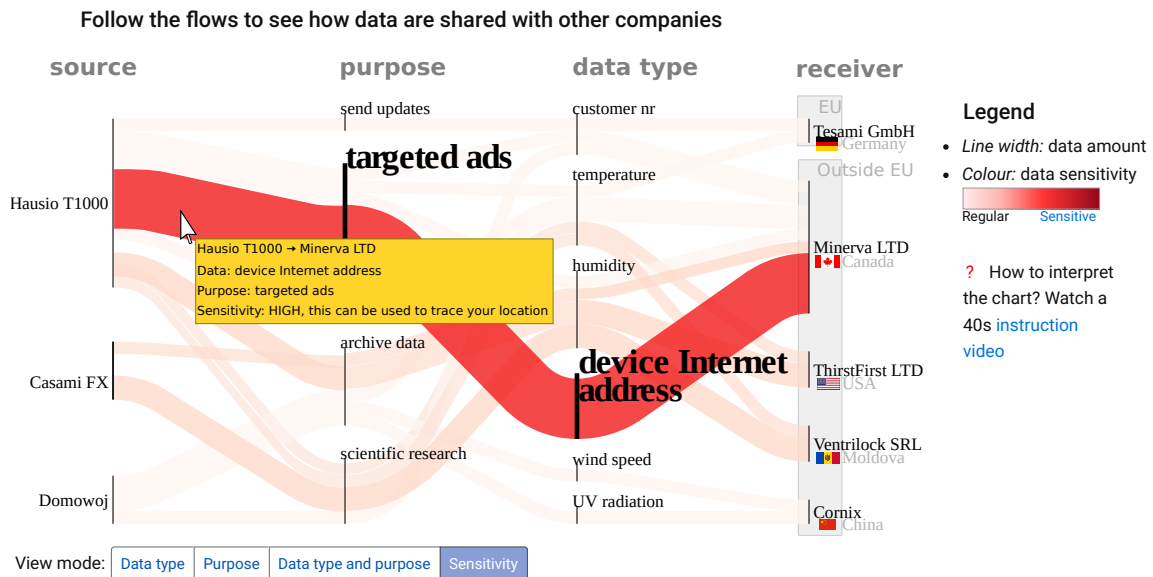 Follow the flows to see how data are shared with other companies
source
purpose
data type
receiver
send updates
customer nr
EU
Tesami GmbH
Germany
targeted ads
temperature
Outside EU
Hausio T1000
Hausio T1000 → Minerva LTD
Data: device Internet address
Purpose: targeted ads
Sensitivity: HIGH, this can be used to trace your location
humidity
Minerva LTD
Canada
archive data
device Internet
address
ThirstFirst LTD
USA
Casami FX
scientific research
wind speed
Ventrilock SRL
Moldova
Domowoj
UV radiation
Cornix
China
Legend
• Line width: data amount
• Colour: data sensitivity
Regular
Sensitive
? How to interpret
the chart? Watch a
40s instruction
video
View mode:
Data type
Purpose
Data type and purpose
Sensitivity